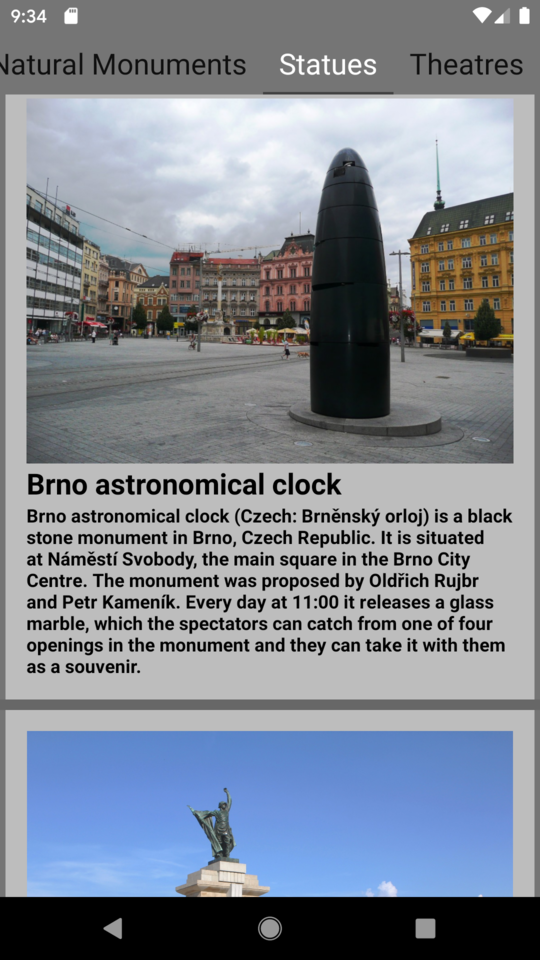 9:34
Natural Monuments Statues Theatres
Brno astronomical clock
Brno astronomical clock (Czech: Brněnský orloj) is a black
stone monument in Brno, Czech Republic. It is situated
at Náměstí Svobody, the main square in the Brno City
Centre. The monument was proposed by Oldřich Rujbr
and Petr Kameník. Every day at 11:00 it releases a glass
marble, which the spectators can catch from one of four
openings in the monument and they can take it with them
as a souvenir.